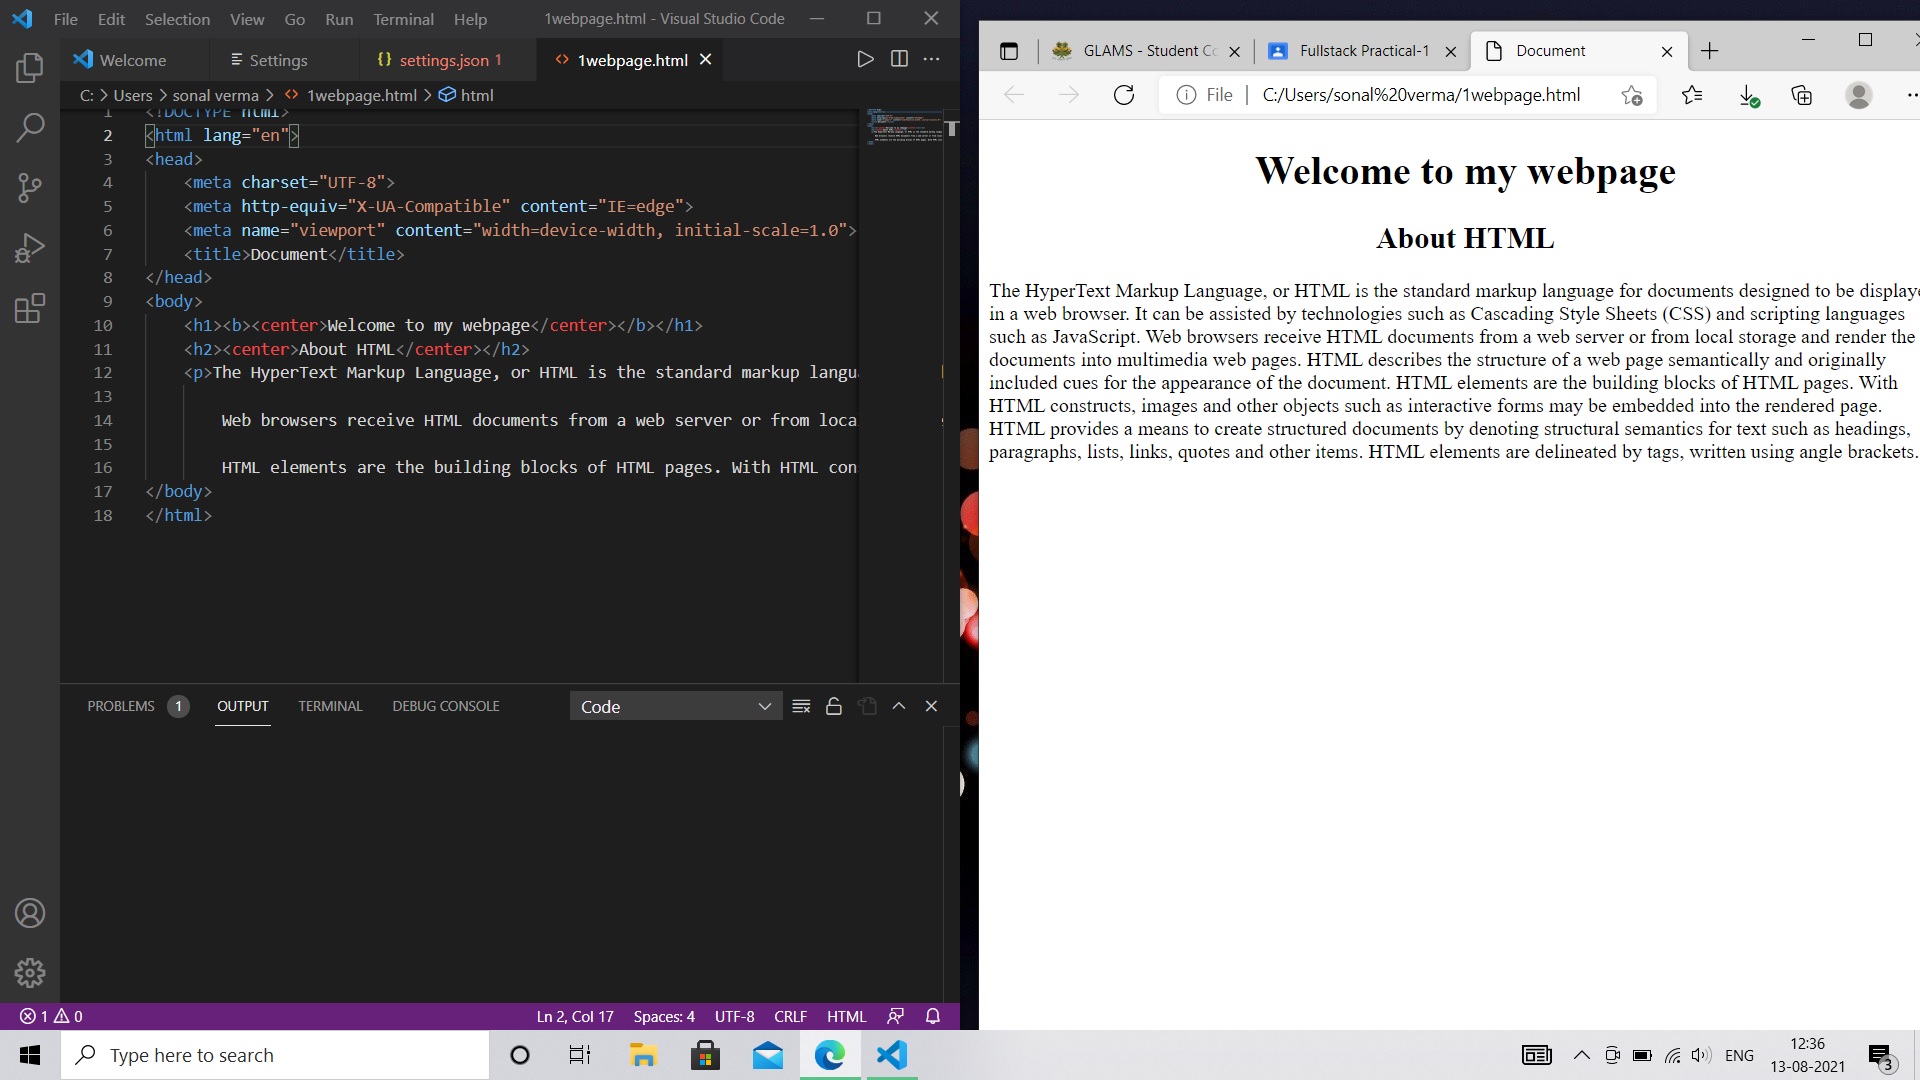 File Edit Selection View Go Run Terminal Help 1webpage.html - Visual Studio Code
Welcome Settings settings.json 1 1webpage.html
C: > Users > sonal verma > 1webpage.html > html
1 <!DOCTYPE html>
2 <html lang="en">
3 <head>
4 <meta charset="UTF-8">
5 <meta http-equiv="X-UA-Compatible" content="IE=edge">
6 <meta name="viewport" content="width=device-width, initial-scale=1.0">
7 <title>Document</title>
8 </head>
9 <body>
10 <h1><b><center>Welcome to my webpage</center></b></h1>
11 <h2><center>About HTML</center></h2>
12 <p>The HyperText Markup Language, or HTML is the standard markup langu
13
14 Web browsers receive HTML documents from a web server or from loca
15
16 HTML elements are the building blocks of HTML pages. With HTML con
17 </body>
18 </html>
PROBLEMS 1 OUTPUT TERMINAL DEBUG CONSOLE Code
1 0 Ln 2, Col 17 Spaces: 4 UTF-8 CRLF HTML
GLAMS - Student Co Fullstack Practical-1 Document
File | C:/Users/sonal%20verma/1webpage.html
Welcome to my webpage
About HTML
The HyperText Markup Language, or HTML is the standard markup language for documents designed to be displaye
in a web browser. It can be assisted by technologies such as Cascading Style Sheets (CSS) and scripting languages
such as JavaScript. Web browsers receive HTML documents from a web server or from local storage and render the
documents into multimedia web pages. HTML describes the structure of a web page semantically and originally
included cues for the appearance of the document. HTML elements are the building blocks of HTML pages. With
HTML constructs, images and other objects such as interactive forms may be embedded into the rendered page.
HTML provides a means to create structured documents by denoting structural semantics for text such as headings,
paragraphs, lists, links, quotes and other items. HTML elements are delineated by tags, written using angle brackets.
Type here to search
ENG
12:36
13-08-2021
3